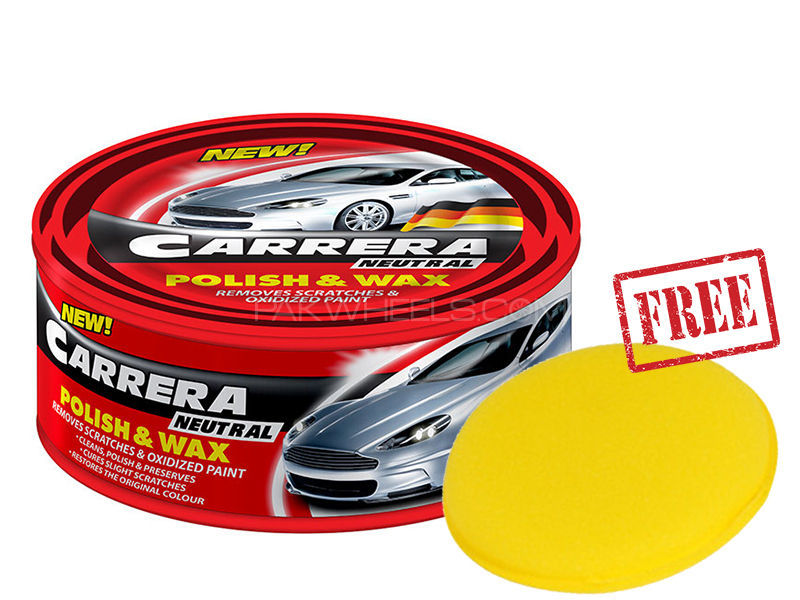 NEW!
CARRERA
NEUTRAL
POLISH & WAX
REMOVES SCRATCHES &
OXIDIZED PAINT
PAKWHEELS.COM
NEW!
CARRERA
NEUTRAL
POLISH & WAX
REMOVES SCRATCHES & OXIDIZED PAINT
•CLEANS, POLISH & PRESERVES
•CURES SLIGHT SCRATCHES
•RESTORES THE ORIGINAL COLOUR
FREE